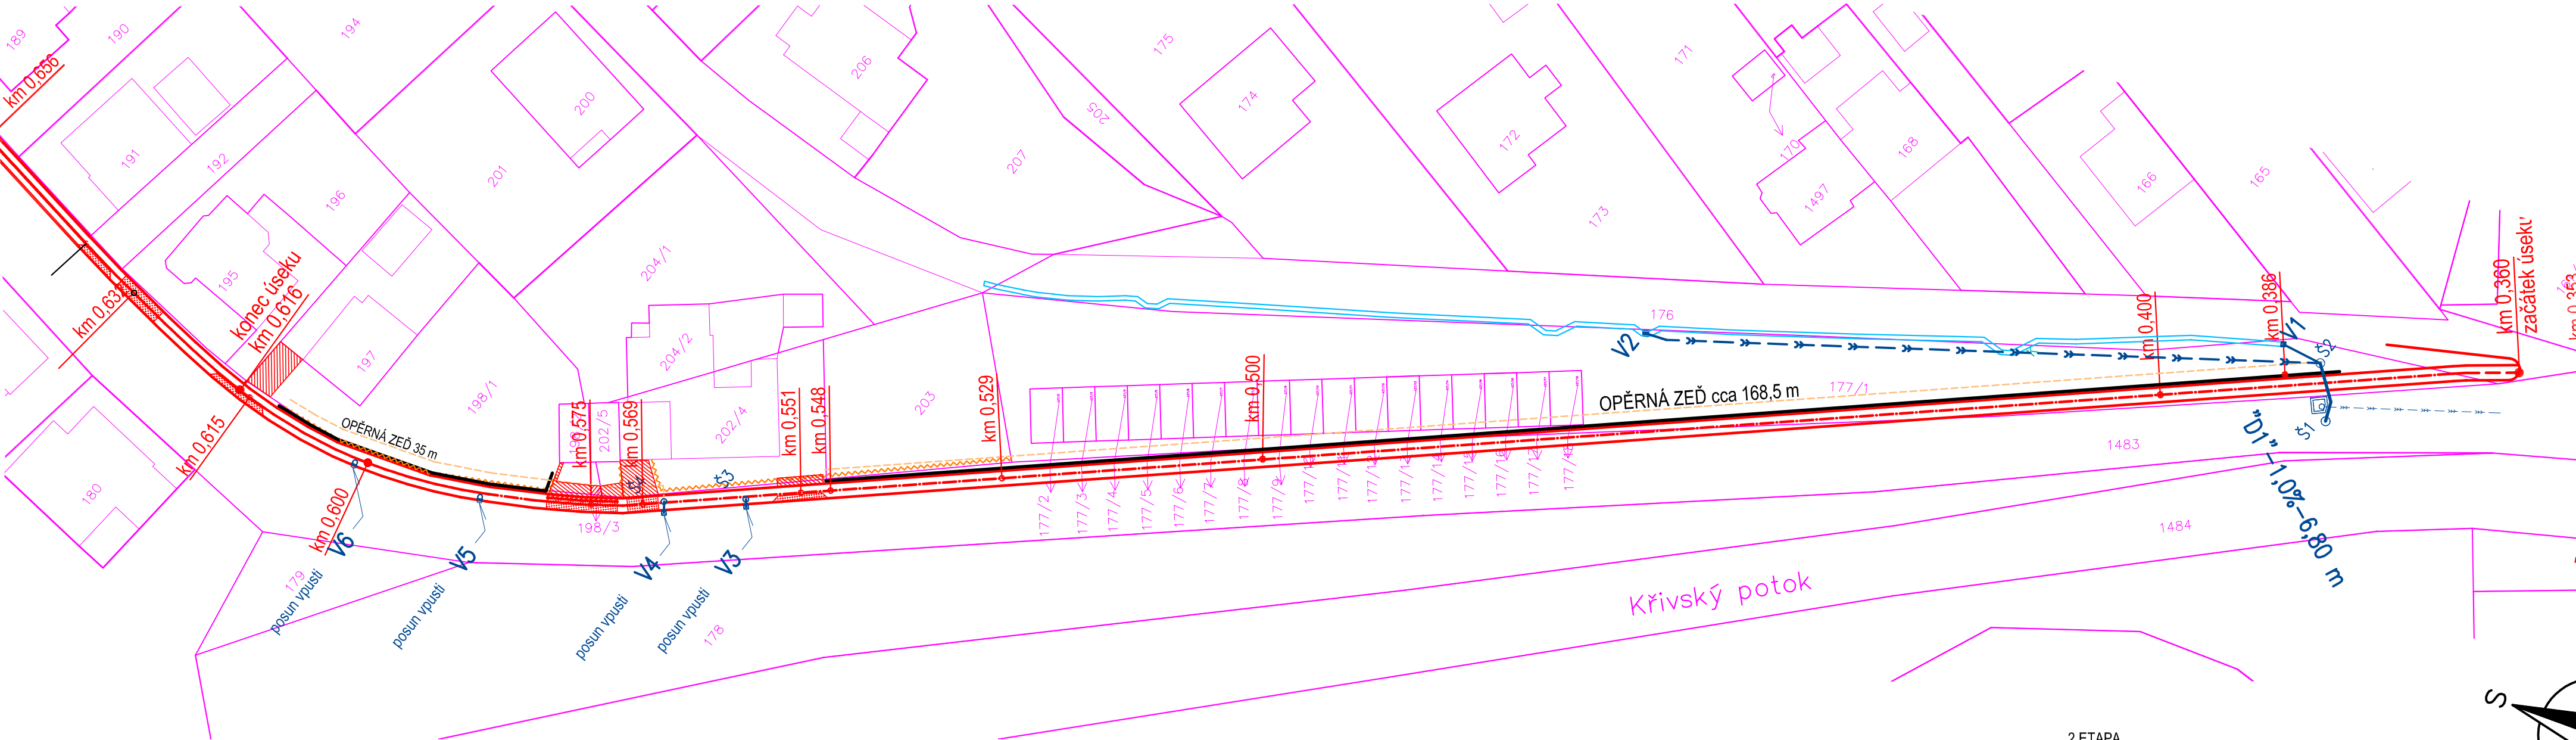 189
190
194
km 0,656
191
192
196
195
konec úseku
km 0,616
197
km 0,615
180
179
200
201
206
205
207
204/1
204/2
202/4
202/5
203
198/1
198/3
175
174
172
173
171
170
1497
168
166
165
176
177/1
1483
1484
178
OPĚRNÁ ZEĎ 35 m
OPĚRNÁ ZEĎ cca 168,5 m
km 0,600
km 0,575
km 0,569
km 0,551
km 0,548
km 0,529
km 0,500
km 0,400
km 0,386
km 0,360
začátek úseku
V1
V2
Š2
Š1
Š3
V6
V5
V4
V3
posun vpusti
posun vpusti
posun vpusti
posun vpusti
177/2
177/3
177/4
177/5
177/6
177/7
177/8
177/9
177/14
177/15
"D1"-1,0%-6,80 m
Křivský potok
S
2.ETAPA